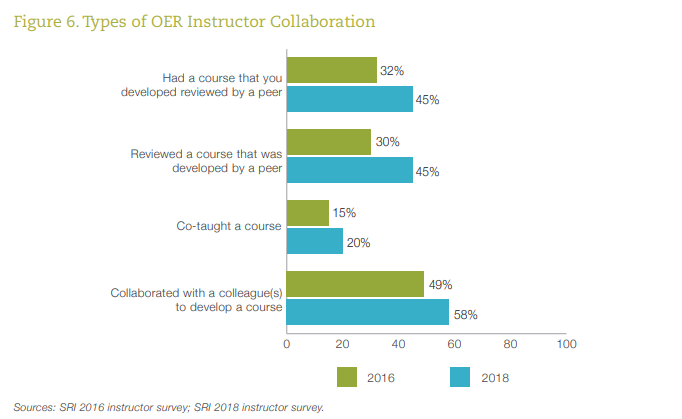 Figure 6. Types of OER Instructor Collaboration
Had a course that you
developed reviewed by a peer
32%
45%
Reviewed a course that was
developed by a peer
30%
45%
Co-taught a course
15%
20%
Collaborated with a colleague(s)
to develop a course
49%
58%
0 20 40 60 80 100
2016 2018
Sources: SRI 2016 instructor survey; SRI 2018 instructor survey.